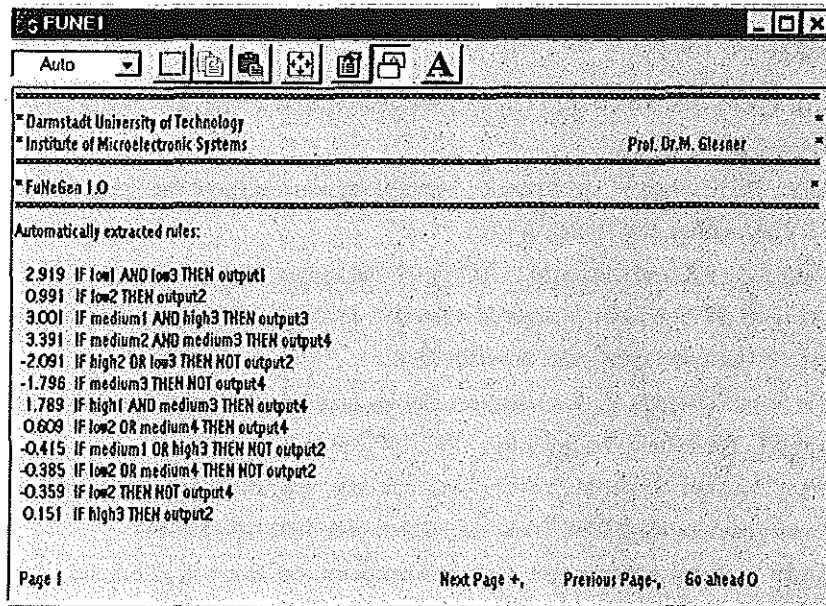 FUNE1
Auto
A
* Darmstadt University of Technology *
* Institute of Microelectronic Systems Prof. Dr.M. Glesner *
* FuNeGen 1.0 *
Automatically extracted rules:
2.919 IF low1 AND low3 THEN output1
0.991 IF low2 THEN output2
3.001 IF medium1 AND high3 THEN output3
3.391 IF medium2 AND medium3 THEN output4
-2.091 IF high2 OR low3 THEN NOT output2
-1.796 IF medium3 THEN NOT output4
1.789 IF high1 AND medium3 THEN output4
0.609 IF low2 OR medium4 THEN output4
-0.415 IF medium1 OR high3 THEN NOT output2
-0.385 IF low2 OR medium4 THEN NOT output2
-0.359 IF low2 THEN NOT output4
0.151 IF high3 THEN output2
Page 1 Next Page +, Previous Page-, Go ahead 0